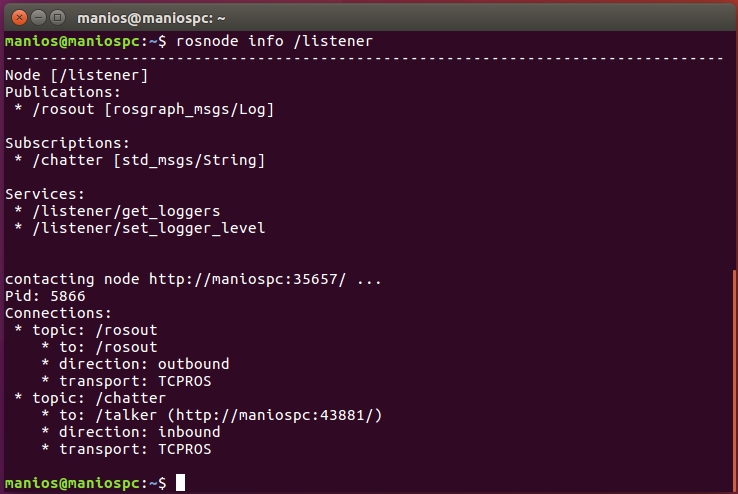 manios@maniospc: ~
manios@maniospc:~$ rosnode info /listener
--------------------------------------------------------------------------------
Node [/listener]
Publications:
 * /rosout [rosgraph_msgs/Log]

Subscriptions:
 * /chatter [std_msgs/String]

Services:
 * /listener/get_loggers
 * /listener/set_logger_level


contacting node http://maniospc:35657/ ...
Pid: 5866
Connections:
 * topic: /rosout
    * to: /rosout
    * direction: outbound
    * transport: TCPROS
 * topic: /chatter
    * to: /talker (http://maniospc:43881/)
    * direction: inbound
    * transport: TCPROS

manios@maniospc:~$